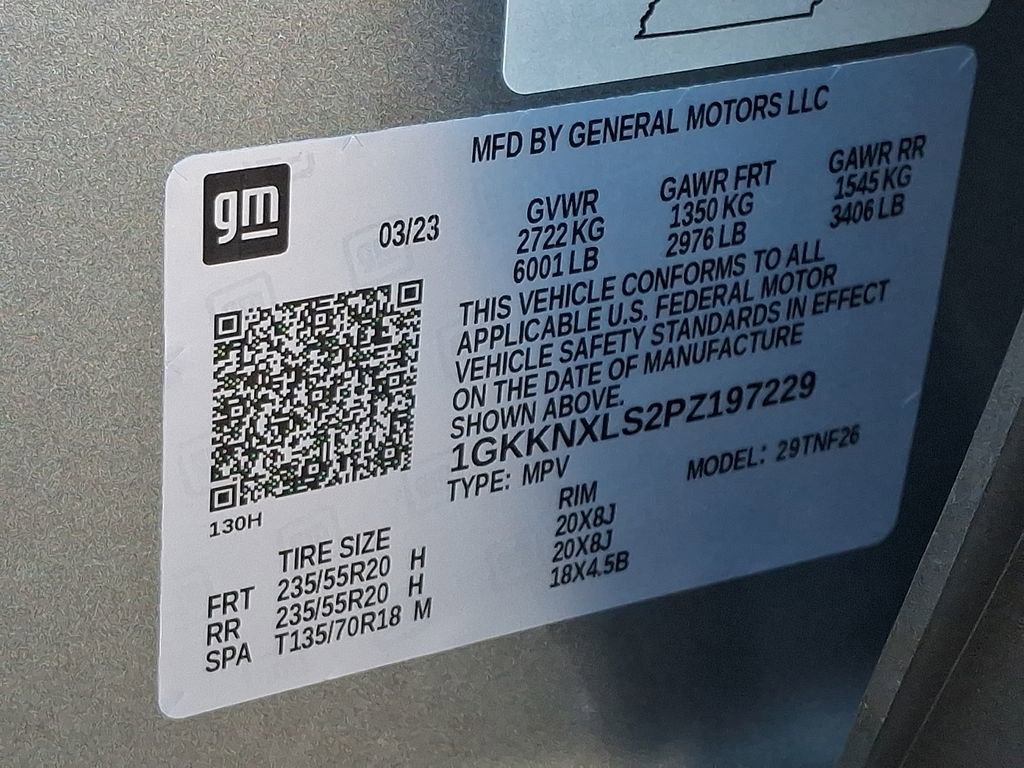 MFD BY GENERAL MOTORS LLC
gm
03/23
GVWR GAWR FRT GAWR RR
2722 KG 1350 KG 1545 KG
6001 LB 2976 LB 3406 LB
THIS VEHICLE CONFORMS TO ALL
APPLICABLE U.S. FEDERAL MOTOR
VEHICLE SAFETY STANDARDS IN EFFECT
ON THE DATE OF MANUFACTURE
SHOWN ABOVE.
1GKKNXLS2PZ197229
TYPE: MPV MODEL: 29TNF26
130H
TIRE SIZE RIM
FRT 235/55R20 H 20X8J
RR 235/55R20 H 20X8J
SPA T135/70R18 M 18X4.5B